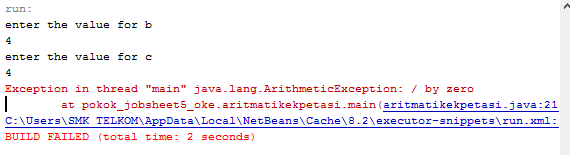 run:
enter the value for b
4
enter the value for c
4
Exception in thread "main" java.lang.ArithmeticException: / by zero
at pokok_jobsheet5_oke.aritmatikekpetasi.main(aritmatikekpetasi.java:21
C:\Users\SMK TELKOM\AppData\Local\NetBeans\Cache\8.2\executor-snippets\run.xml:
BUILD FAILED (total time: 2 seconds)